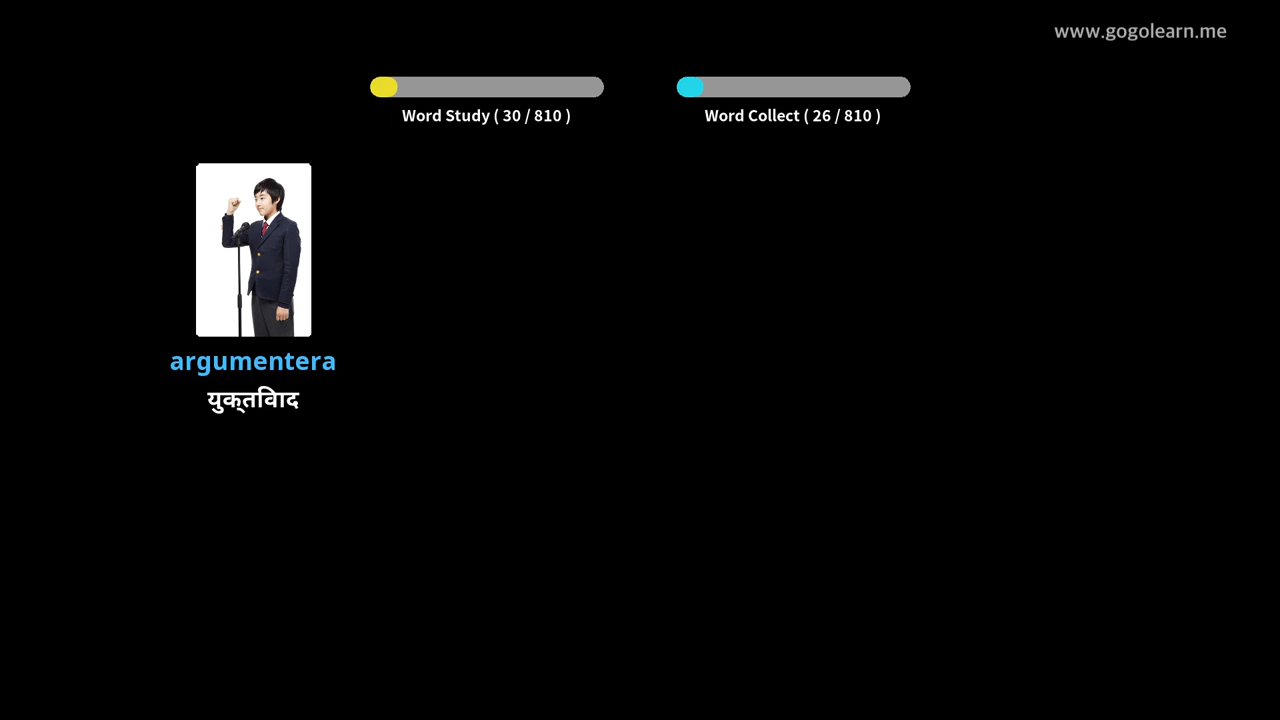 www.gogolearn.me
Word Study ( 30 / 810 )
Word Collect ( 26 / 810 )
argumentera
युक्तिवाद